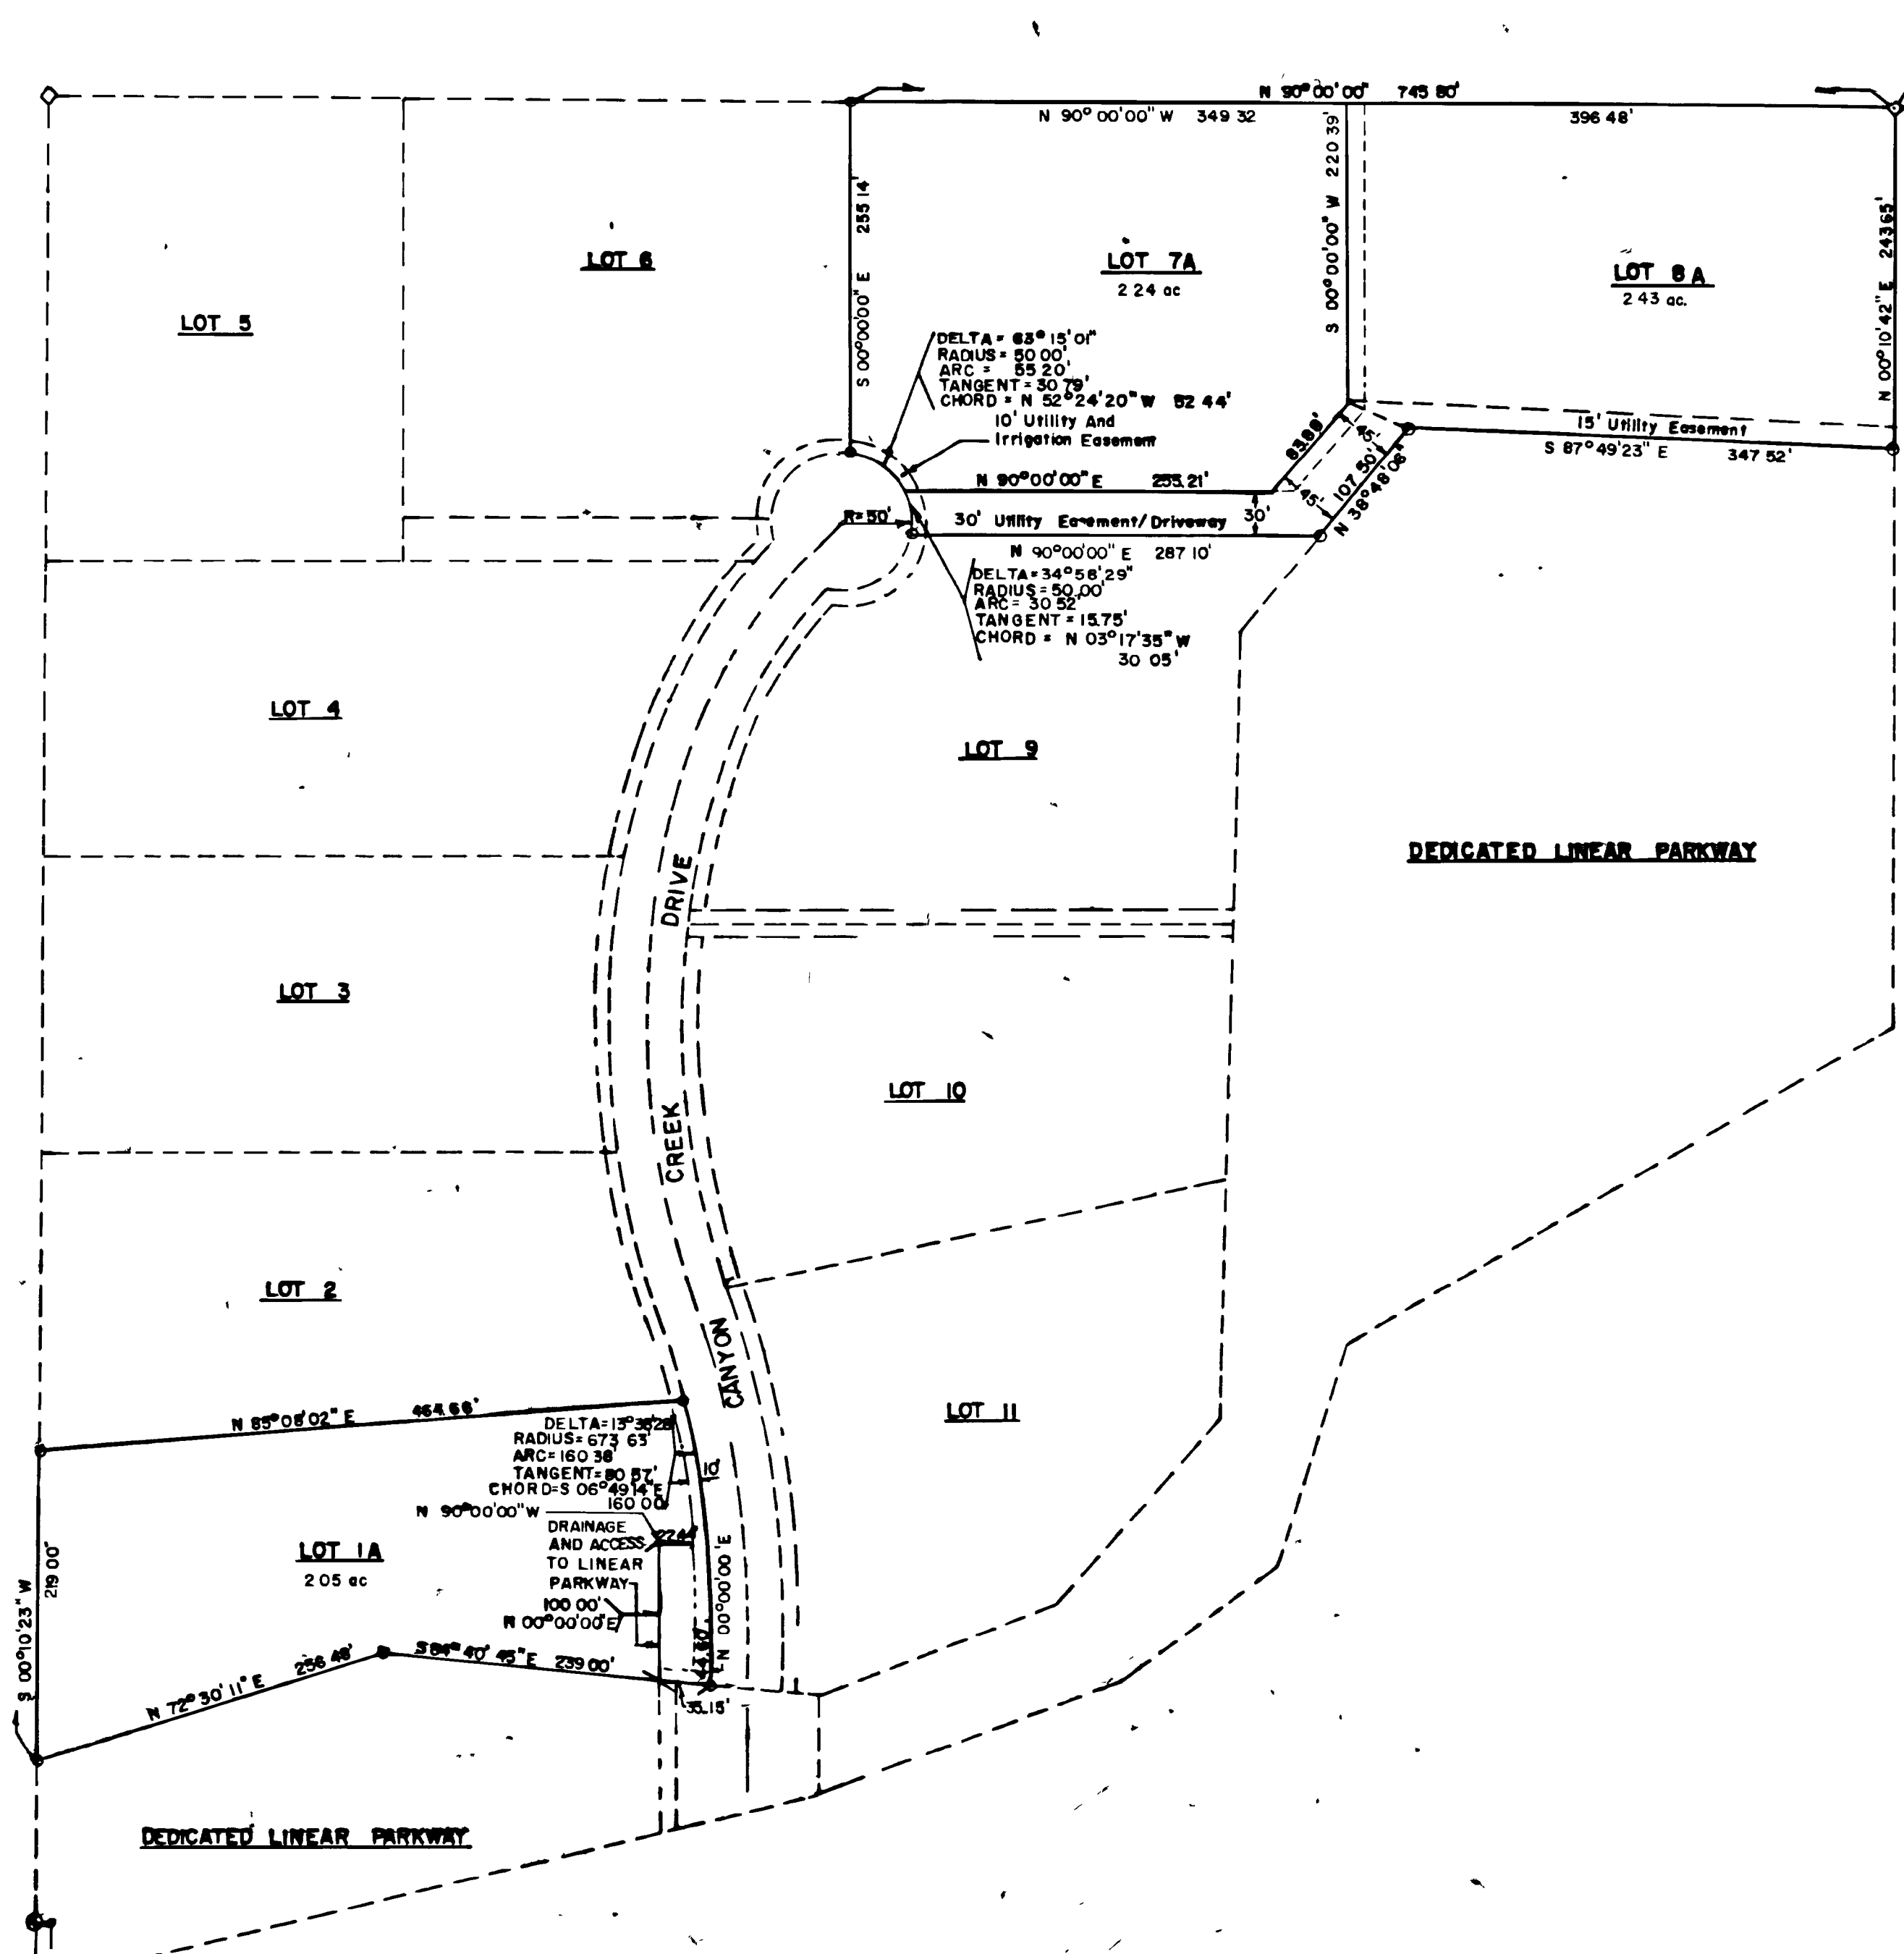 N 90°00'00" 745 80'
N 90°00'00" W 349 32
396 48'
S 00°00'00" E 255 14'
S 00°00'00" W 220 39'
N 00°10'42" E 243 65'
LOT 5
LOT 6
LOT 7A
2 24 ac
LOT 8A
2 43 ac.
DELTA = 63° 15' 01"
RADIUS = 50 00'
ARC = 55 20'
TANGENT = 30 79'
CHORD = N 52°24'20" W 52 44'
10' Utility And
Irrigation Easement
15' Utility Easement
S 87°49'23" E 347 52'
83.88'
45'
45'
107.50'
N 38°48'06"
N 90°00'00" E 255.21'
R=50'
30' Utility Easement/Driveway
30'
N 90°00'00" E 287 10'
DELTA=34°58'29"
RADIUS=50.00'
ARC= 30 52'
TANGENT = 15.75'
CHORD = N 03°17'35" W
30 05'
LOT 4
LOT 9
DRIVE
DEDICATED LINEAR PARKWAY
LOT 3
LOT 10
CREEK
LOT 2
CANYON
LOT 11
N 85°08'02" E 464.66'
DELTA=13°38'28"
RADIUS=673 63'
ARC=160 38'
TANGENT=80 57'
CHORD=S 06°49'14" E
160 00'
10'
N 90°00'00" W
22.44'
DRAINAGE
AND ACCESS
TO LINEAR
PARKWAY
100 00'
N 00°00'00" E
N 00°00'00" E
LOT 1A
2 05 ac
S 00°10'23" W
219 00'
N 72°30'11" E 256 48'
S 84°40'45" E 239 00'
35.15'
DEDICATED LINEAR PARKWAY